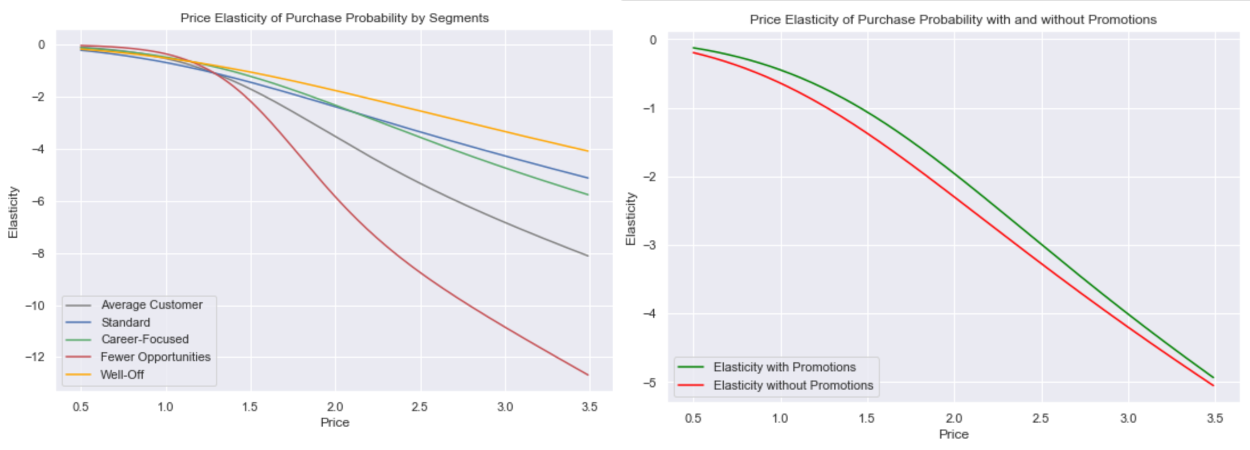 Price Elasticity of Purchase Probability by Segments
0
−2
−4
−6
−8
−10
−12
Elasticity
Average Customer
Standard
Career-Focused
Fewer Opportunities
Well-Off
0.5 1.0 1.5 2.0 2.5 3.0 3.5
Price
Price Elasticity of Purchase Probability with and without Promotions
0
−1
−2
−3
−4
−5
Elasticity
Elasticity with Promotions
Elasticity without Promotions
0.5 1.0 1.5 2.0 2.5 3.0 3.5
Price